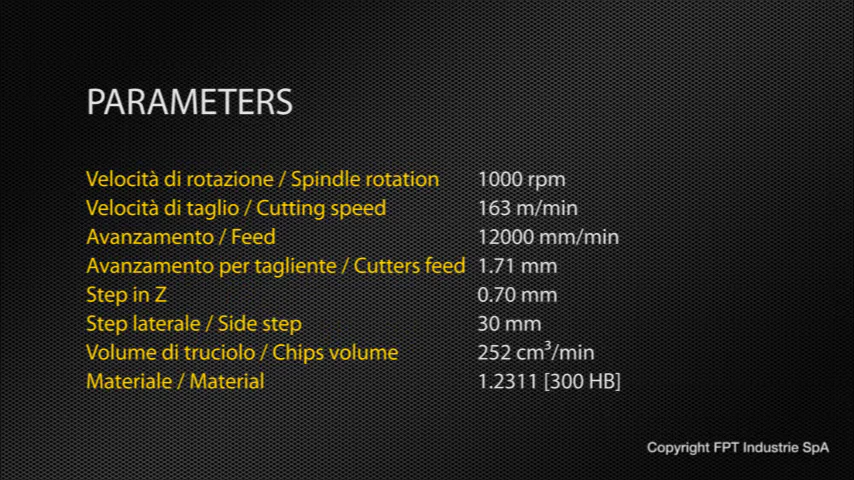 PARAMETERS
Velocità di rotazione / Spindle rotation 1000 rpm
Velocità di taglio / Cutting speed 163 m/min
Avanzamento / Feed 12000 mm/min
Avanzamento per tagliente / Cutters feed 1.71 mm
Step in Z 0.70 mm
Step laterale / Side step 30 mm
Volume di truciolo / Chips volume 252 cm³/min
Materiale / Material 1.2311 [300 HB]
Copyright FPT Industrie SpA